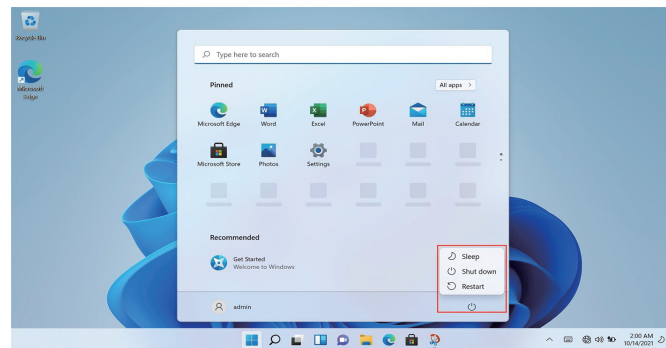 Recycle Bin
Microsoft
Edge
Type here to search
Pinned
All apps >
Microsoft Edge
Word
Excel
PowerPoint
Mail
Calendar
Microsoft Store
Photos
Settings
Recommended
Get Started
Welcome to Windows
Sleep
Shut down
Restart
admin
2:00 AM
10/14/2021